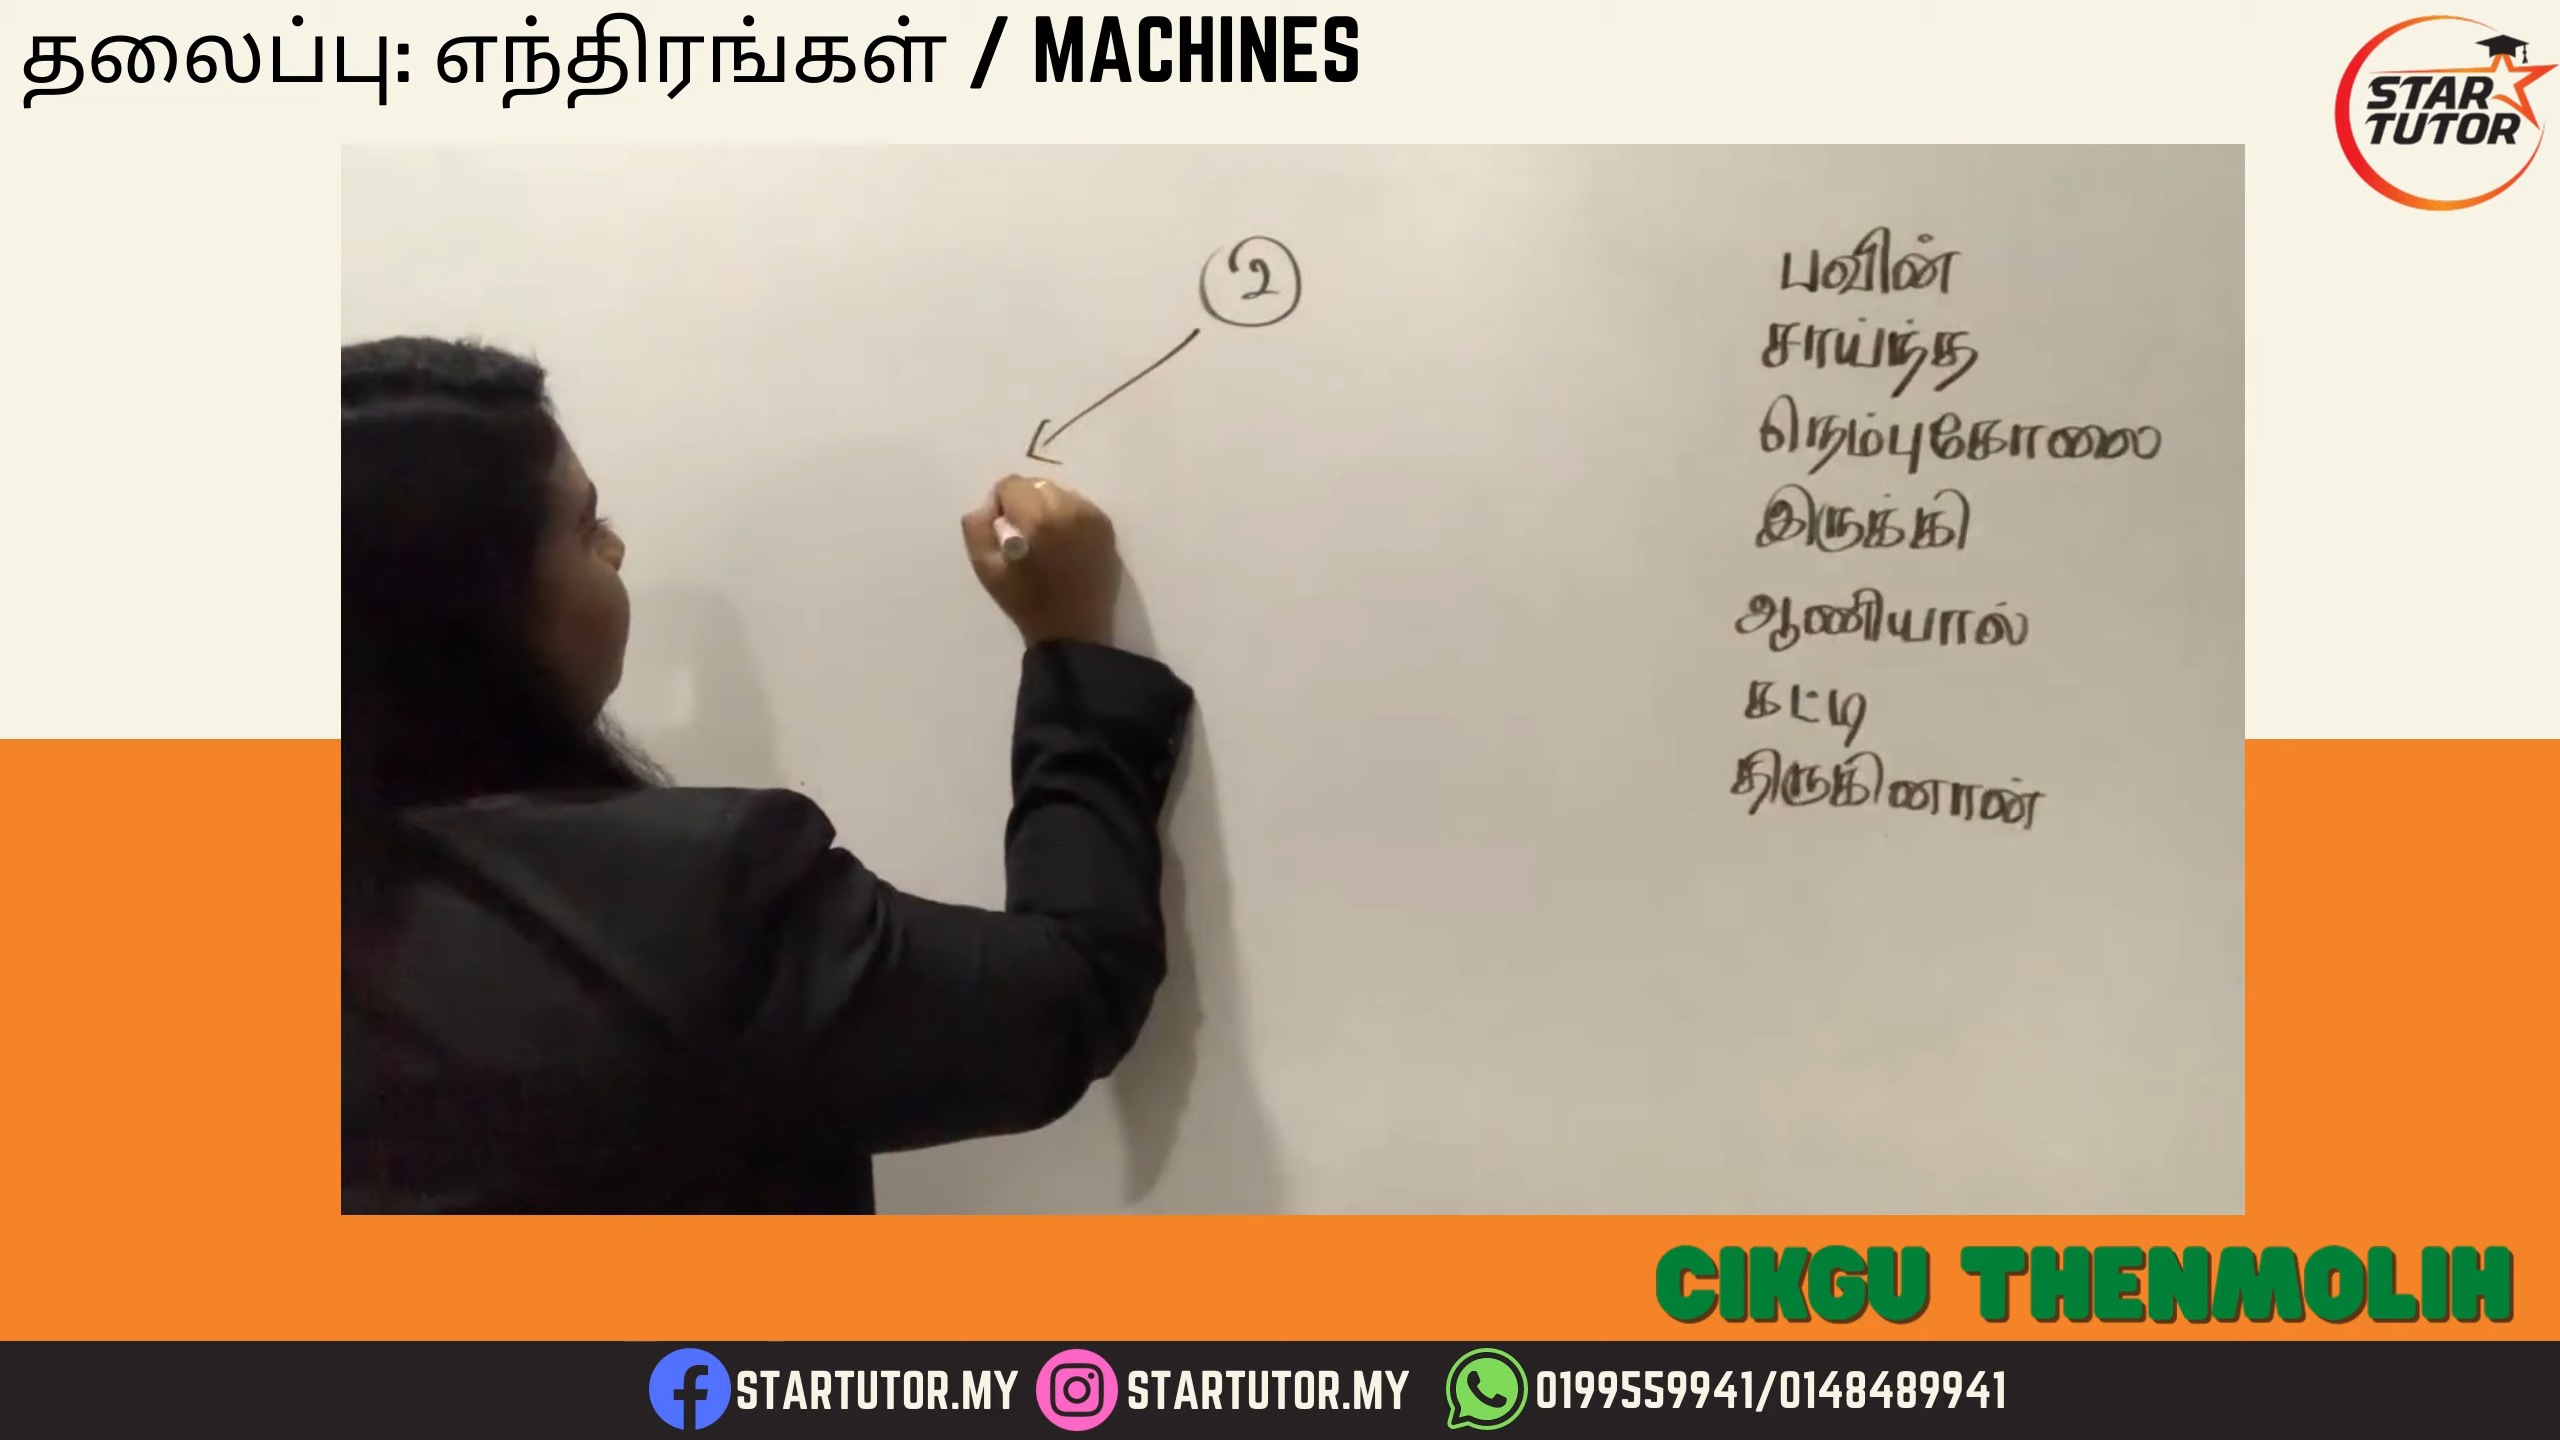 தலைப்பு: எந்திரங்கள் / MACHINES
STAR
TUTOR
2
பவின்
சாய்ந்த
நெம்புகோலை
இருக்கி
ஆணியால்
கட்டி
திருகினான்
CIKGU THENMOLIH
STARTUTOR.MY STARTUTOR.MY 0199559941/0148489941